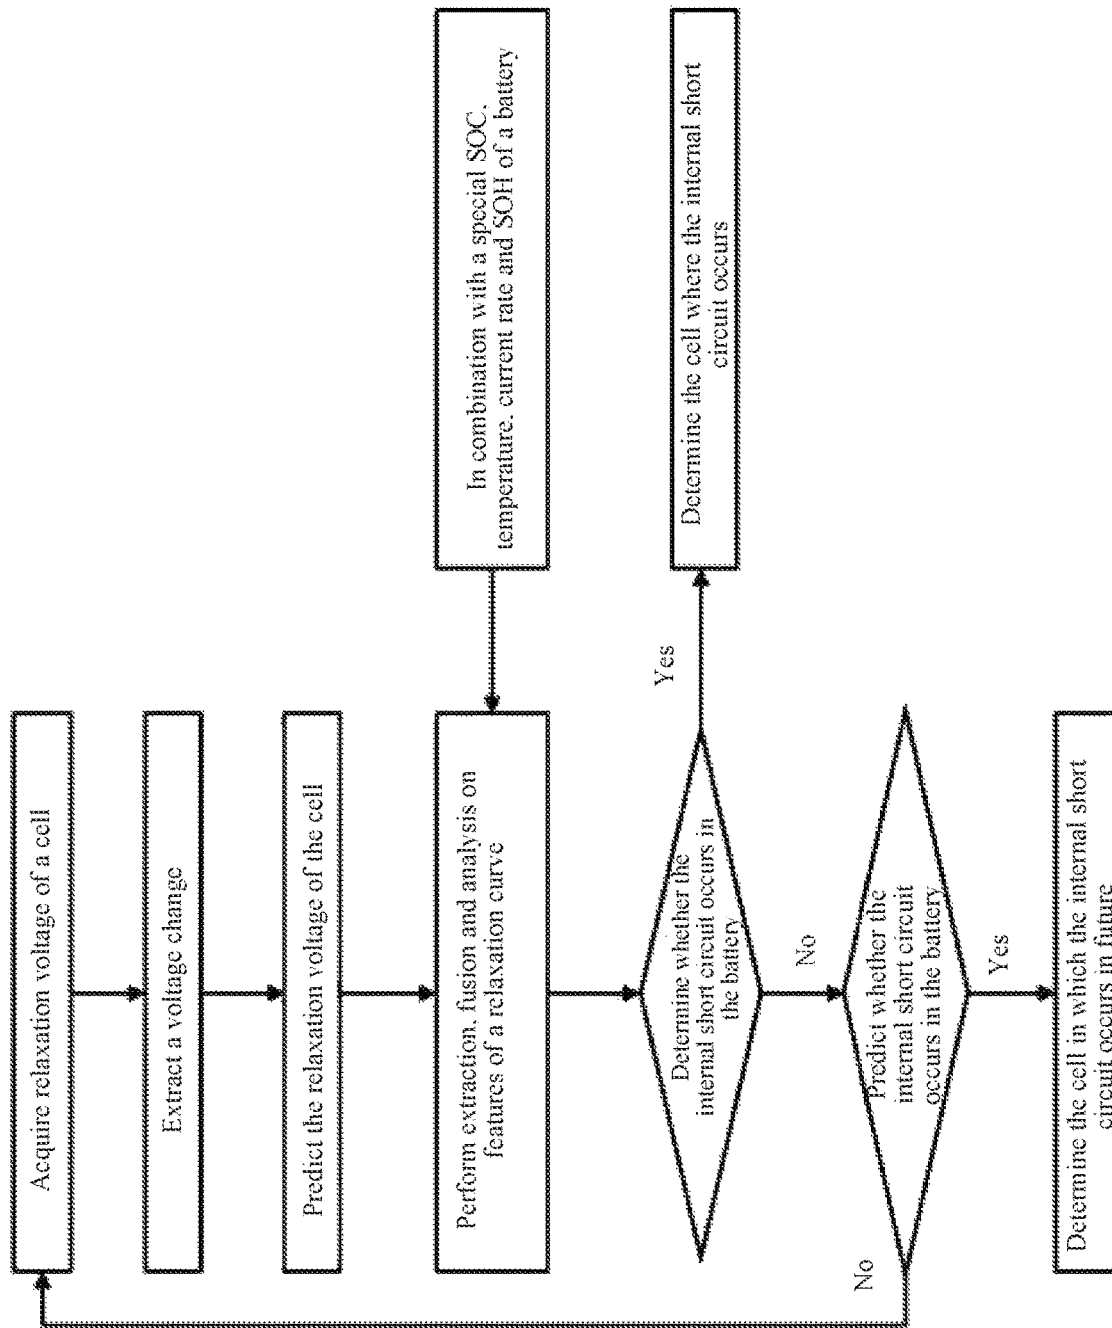 Acquire relaxation voltage of a cell
Extract a voltage change
Predict the relaxation voltage of the cell
In combination with a special SOC,
temperature, current rate and SOH of a battery
Perform extraction, fusion and analysis on
features of a relaxation curve
Determine whether the
internal short circuit occurs in
the battery
Yes
Determine the cell where the internal short
circuit occurs
No
Predict whether the
internal short circuit
occurs in the battery
No
Yes
Determine the cell in which the internal short
circuit occurs in future